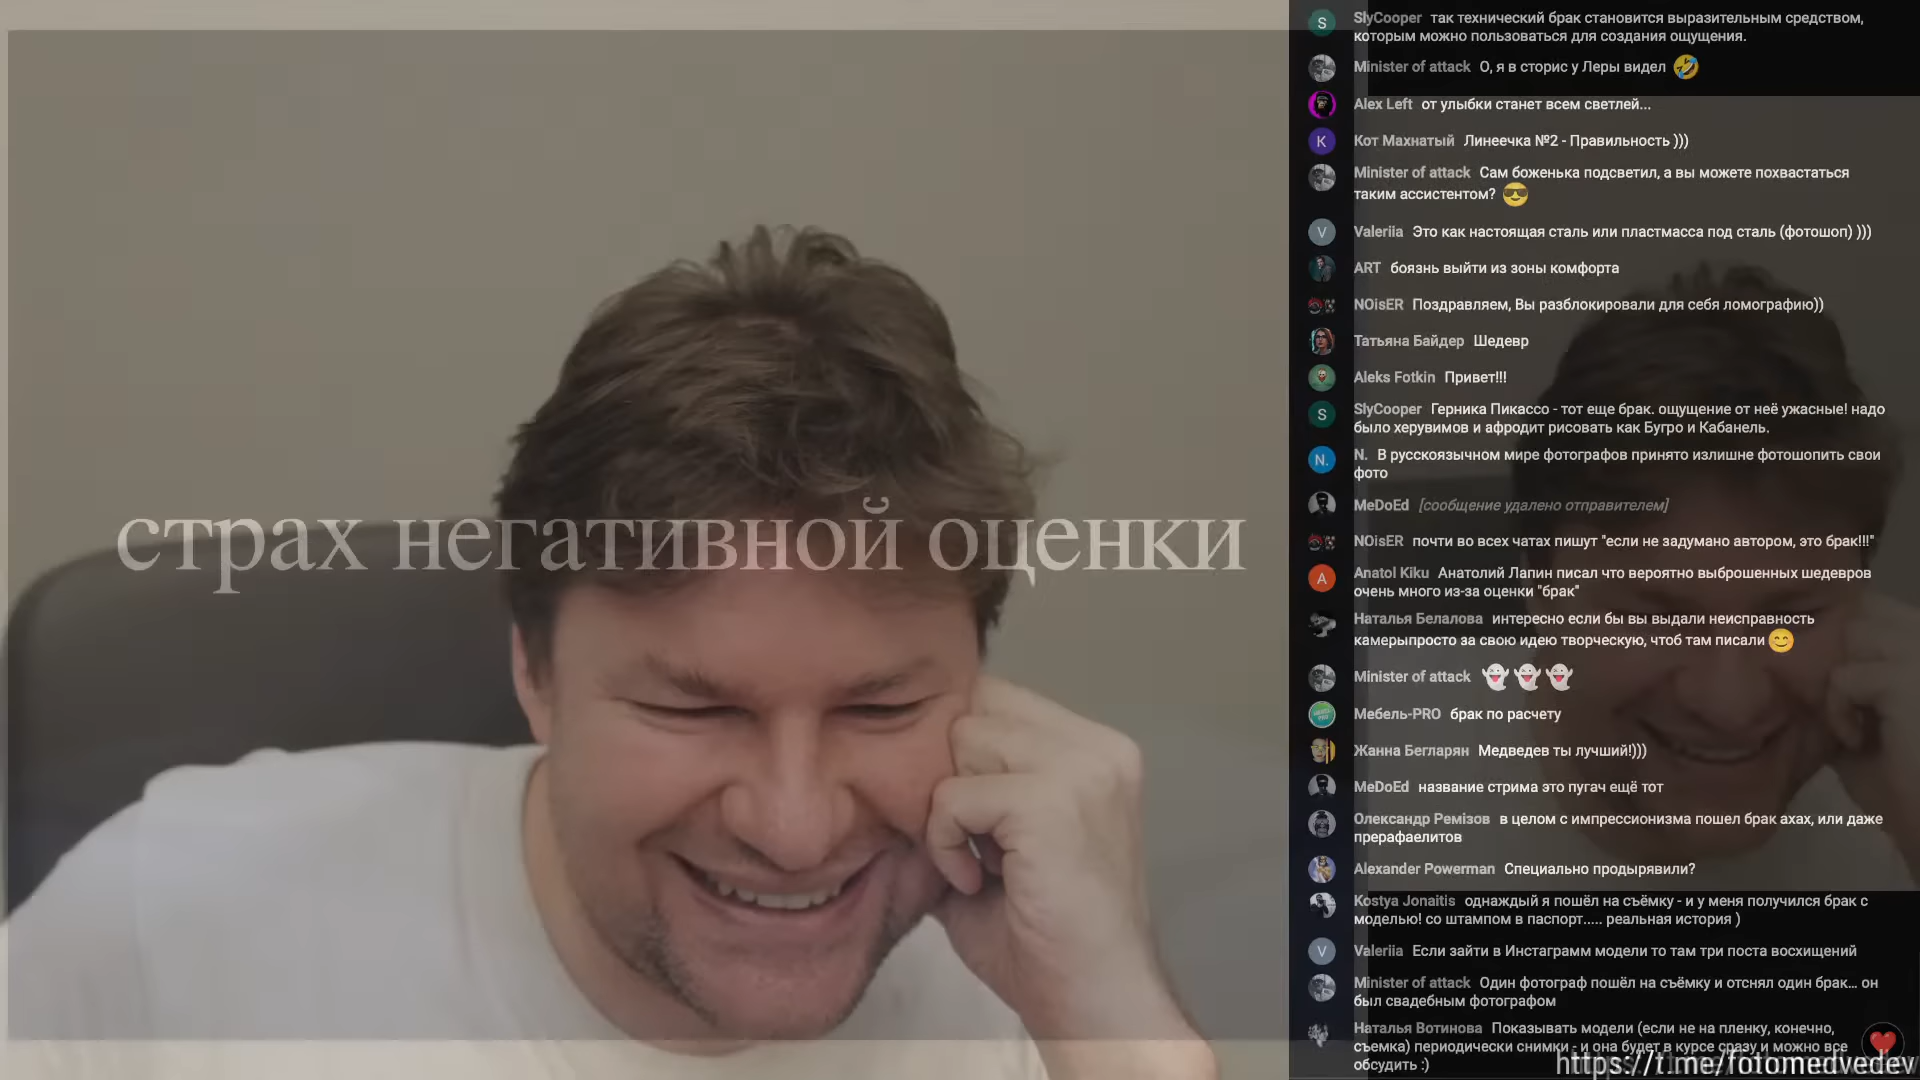 страх негативной оценки
S SlyCooper так технический брак становится выразительным средством,
которым можно пользоваться для создания ощущения.
Minister of attack О, я в сторис у Леры видел 🤣
Alex Left от улыбки станет всем светлей...
K Кот Махнатый Линеечка №2 - Правильность )))
Minister of attack Сам боженька подсветил, а вы можете похвастаться
таким ассистентом? 😎
V Valeriia Это как настоящая сталь или пластмасса под сталь (фотошоп) )))
ART боязнь выйти из зоны комфорта
NOisER Поздравляем, Вы разблокировали для себя ломографию))
Татьяна Байдер Шедевр
Aleks Fotkin Привет!!!
S SlyCooper Герника Пикассо - тот еще брак. ощущение от неё ужасные! надо
было херувимов и афродит рисовать как Бугро и Кабанель.
N. N. В русскоязычном мире фотографов принято излишне фотошопить свои
фото
MeDoEd [сообщение удалено отправителем]
NOisER почти во всех чатах пишут "если не задумано автором, это брак!!!"
A Anatol Kiku Анатолий Лапин писал что вероятно выброшенных шедевров
очень много из-за оценки "брак"
Наталья Белалова интересно если бы вы выдали неисправность
камерыпросто за свою идею творческую, чтоб там писали 😊
Minister of attack 👻👻👻
Мебель-PRO брак по расчету
Жанна Бегларян Медведев ты лучший!)))
MeDoEd название стрима это пугач ещё тот
Олександр Ремізов в целом с импрессионизма пошел брак ахах, или даже
прерафаелитов
Alexander Powerman Специально продырявили?
Kostya Jonaitis однаждый я пошёл на съёмку - и у меня получился брак с
моделью! со штампом в паспорт..... реальная история )
V Valeriia Если зайти в Инстаграмм модели то там три поста восхищений
Minister of attack Один фотограф пошёл на съёмку и отснял один брак... он
был свадебным фотографом
Наталья Вотинова Показывать модели (если не на пленку, конечно,
съемка) периодически снимки - и она будет в курсе сразу и можно все
обсудить :)
https://t.me/fotomedvedev